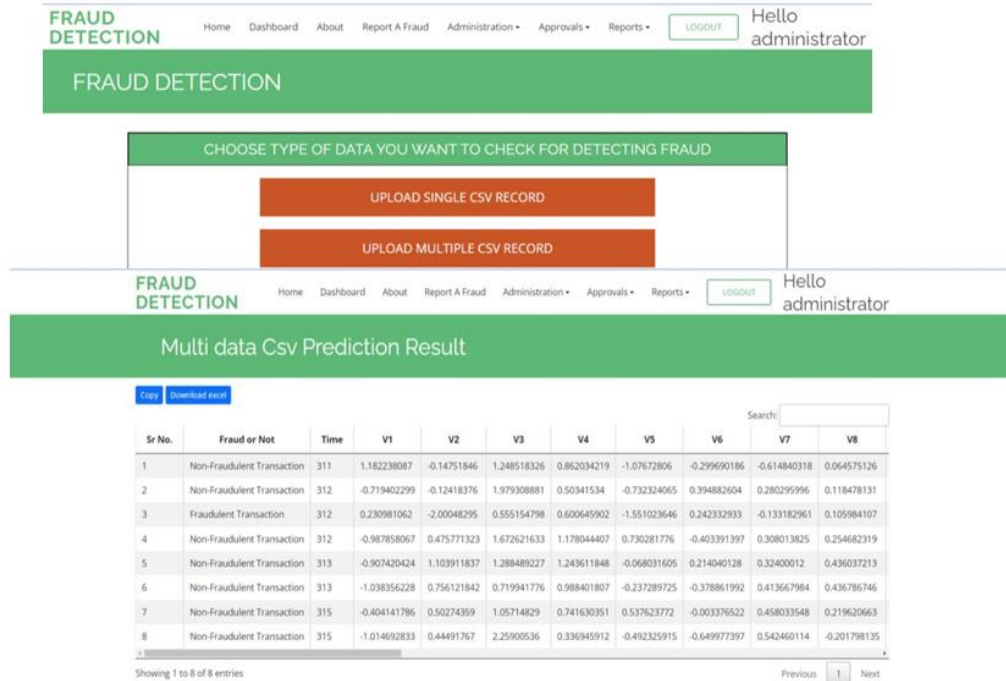 FRAUD DETECTION Home Dashboard About Report A Fraud Administration Approvals Reports LOGOUT Hello administrator
FRAUD DETECTION
CHOOSE TYPE OF DATA YOU WANT TO CHECK FOR DETECTING FRAUD
UPLOAD SINGLE CSV RECORD
UPLOAD MULTIPLE CSV RECORD
FRAUD DETECTION Home Dashboard About Report A Fraud Administration Approvals Reports LOGOUT Hello administrator
Multi data Csv Prediction Result
Copy Download excel
Search:
Sr No. Fraud or Not Time V1 V2 V3 V4 V5 V6 V7 V8
1 Non-Fraudulent Transaction 311 1.182238087 -0.14751846 1.248518326 0.862034219 -1.07672806 -0.299690186 -0.614840318 0.064575126
2 Non-Fraudulent Transaction 312 -0.719402299 -0.12418376 1.979308881 0.50341534 -0.732324065 0.394882604 0.280295996 0.118478131
3 Fraudulent Transaction 312 0.230981062 -2.00048295 0.555154798 0.600645902 -1.551023646 0.242332933 -0.133182961 0.105984107
4 Non-Fraudulent Transaction 312 -0.987858067 0.475771323 1.672621633 1.178044407 0.730281776 -0.403391397 0.308013825 0.254682319
5 Non-Fraudulent Transaction 313 -0.907420424 1.103911837 1.288489227 1.243611848 -0.068031605 0.214040128 0.32400012 0.436037213
6 Non-Fraudulent Transaction 313 -1.038356228 0.756121842 0.719941776 0.988401807 -0.237289725 -0.378861992 0.413667984 0.436786746
7 Non-Fraudulent Transaction 315 -0.404141786 0.50274359 1.05714829 0.741630351 0.537623772 -0.003376522 0.458033548 0.219620663
8 Non-Fraudulent Transaction 315 -1.014692833 0.44491767 2.25900536 0.336945912 -0.492325915 -0.649977397 0.542460114 -0.201798135
Showing 1 to 8 of 8 entries Previous 1 Next